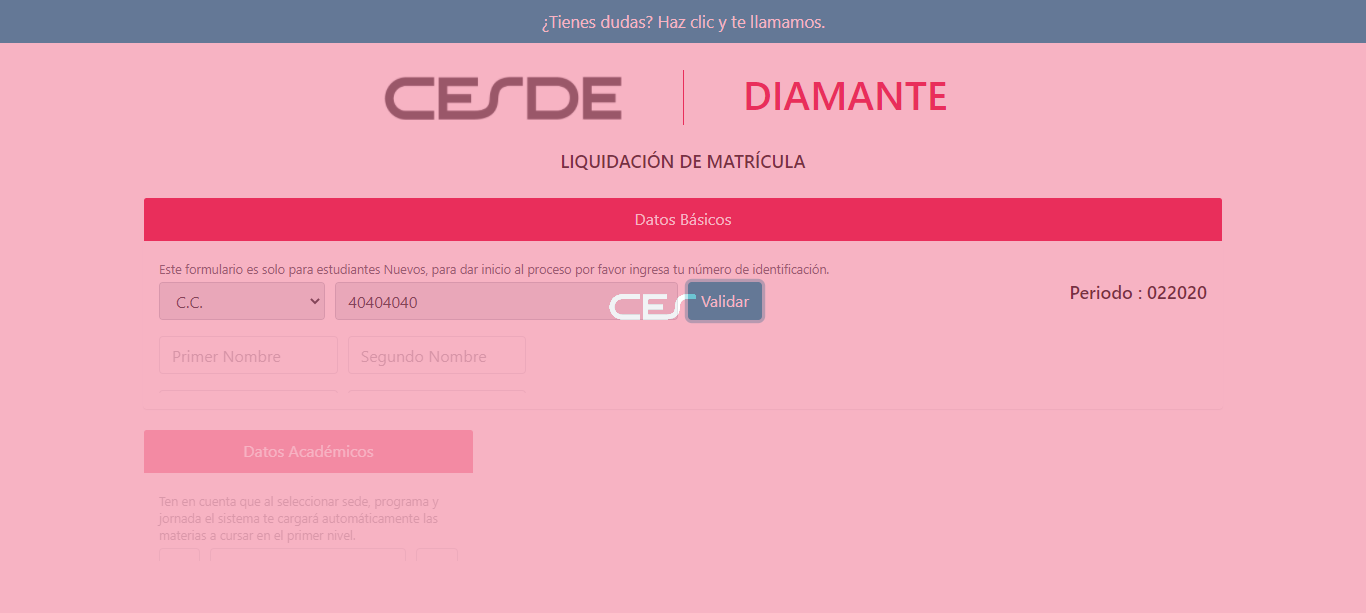 ¿Tienes dudas? Haz clic y te llamamos.
CESDE
DIAMANTE
LIQUIDACIÓN DE MATRÍCULA
Datos Básicos
Este formulario es solo para estudiantes Nuevos, para dar inicio al proceso por favor ingresa tu número de identificación.
C.C.
40404040
CES
Validar
Periodo : 022020
Primer Nombre
Segundo Nombre
Datos Académicos
Ten en cuenta que al seleccionar sede, programa y
jornada el sistema te cargará automáticamente las
materias a cursar en el primer nivel.